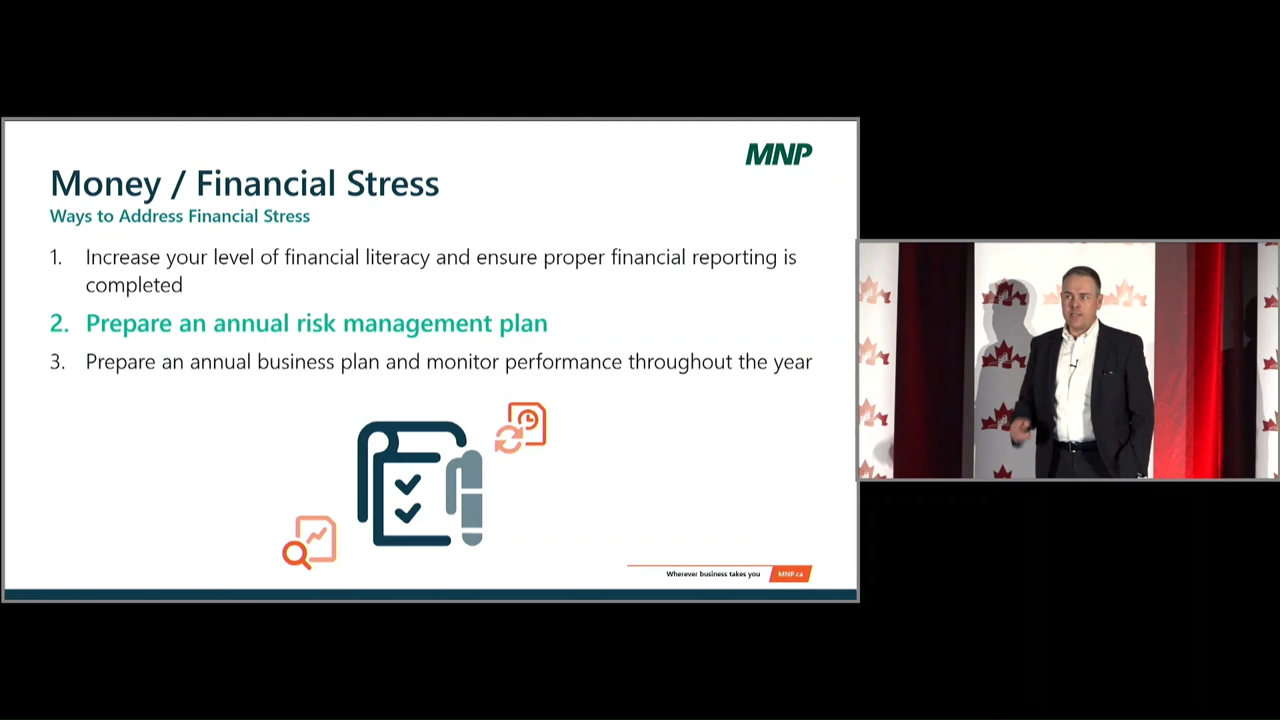 MNP
Money / Financial Stress
Ways to Address Financial Stress
1. Increase your level of financial literacy and ensure proper financial reporting is
completed
2. Prepare an annual risk management plan
3. Prepare an annual business plan and monitor performance throughout the year
Wherever business takes you MNP.ca